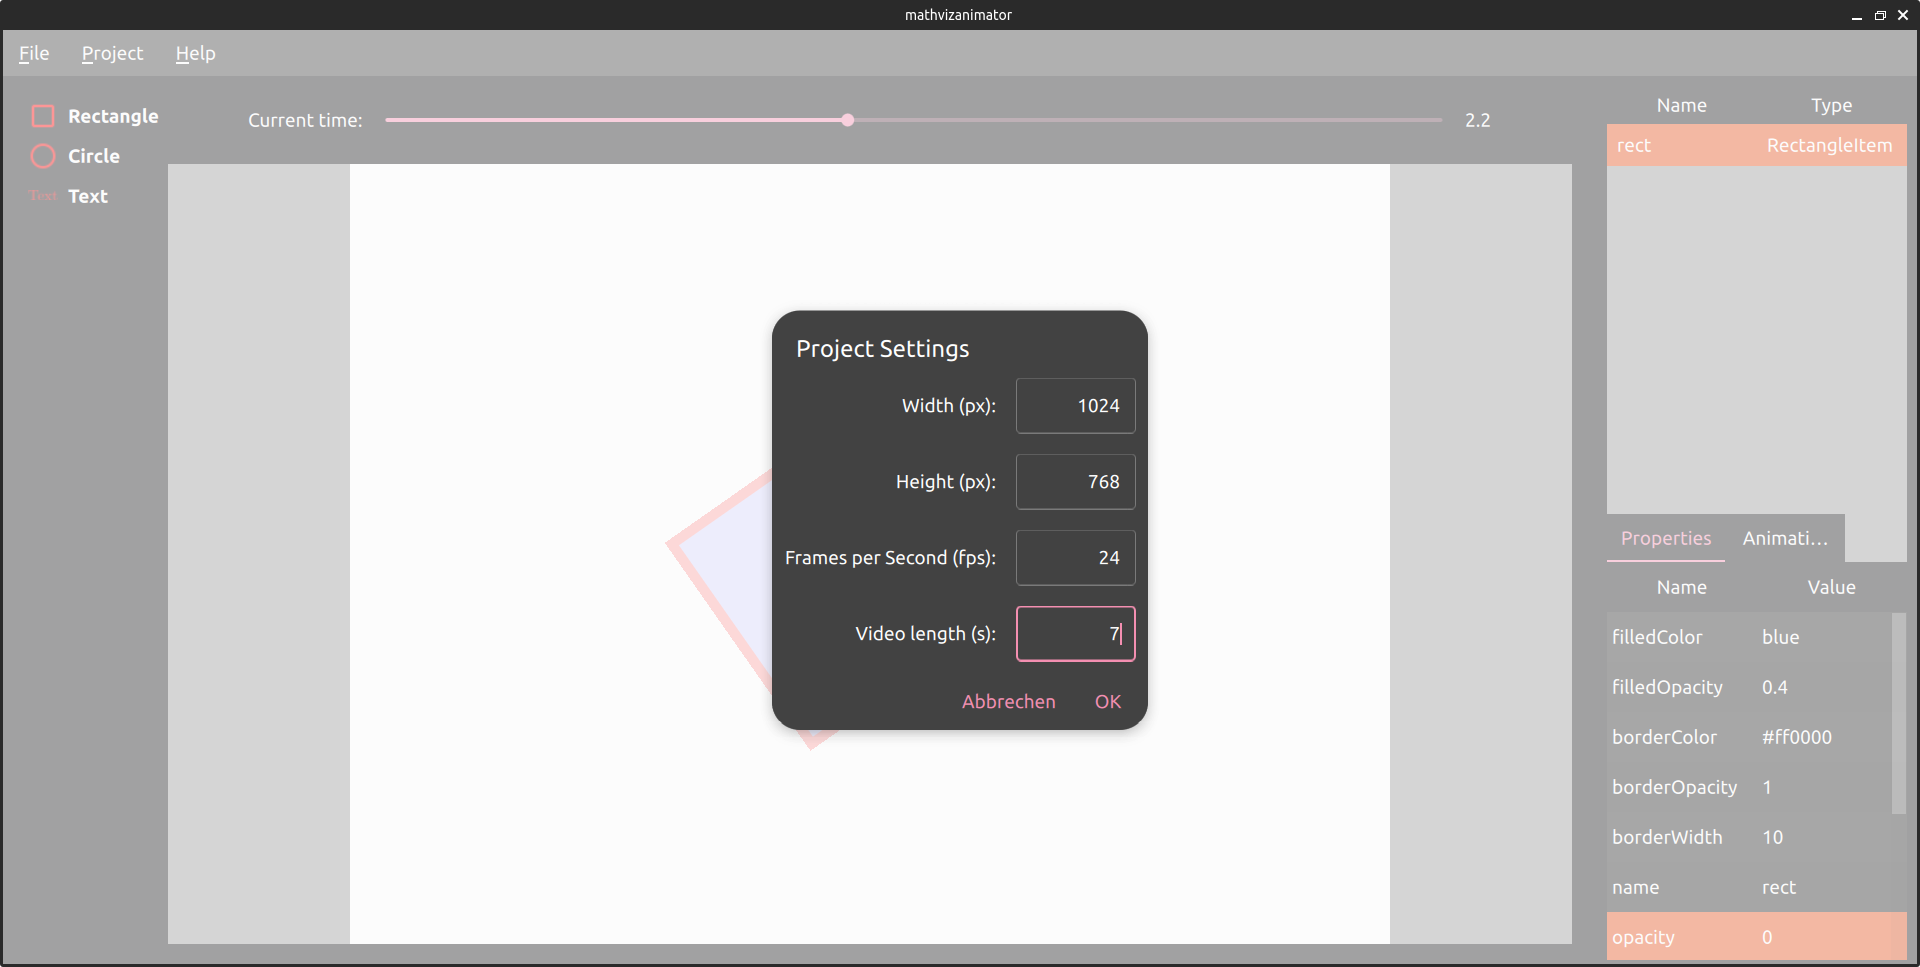 mathvizanimator
File Project Help
Rectangle
Circle
Text Text
Current time: 2.2
Name Type
rect RectangleItem
Project Settings
Width (px): 1024
Height (px): 768
Frames per Second (fps): 24
Video length (s): 7
Abbrechen OK
Properties Animati...
Name Value
filledColor blue
filledOpacity 0.4
borderColor #ff0000
borderOpacity 1
borderWidth 10
name rect
opacity 0